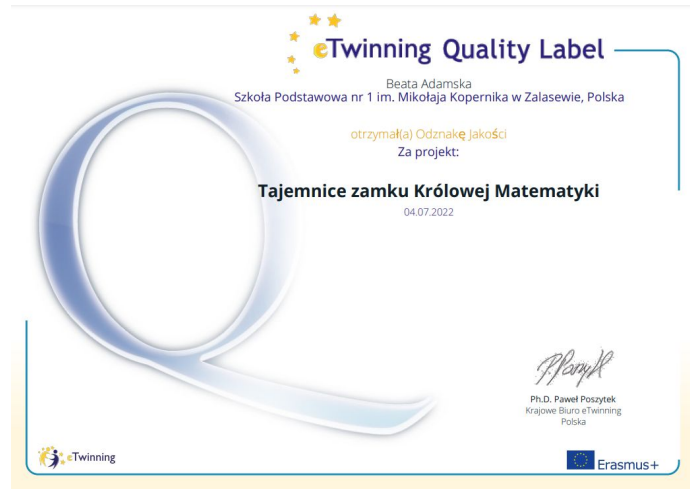 eTwinning Quality Label
Beata Adamska
Szkoła Podstawowa nr 1 im. Mikołaja Kopernika w Zalasewie, Polska
otrzymał(a) Odznakę Jakości
Za projekt:
Tajemnice zamku Królowej Matematyki
04.07.2022
Ph.D. Paweł Poszytek
Krajowe Biuro eTwinning
Polska
eTwinning
Erasmus+